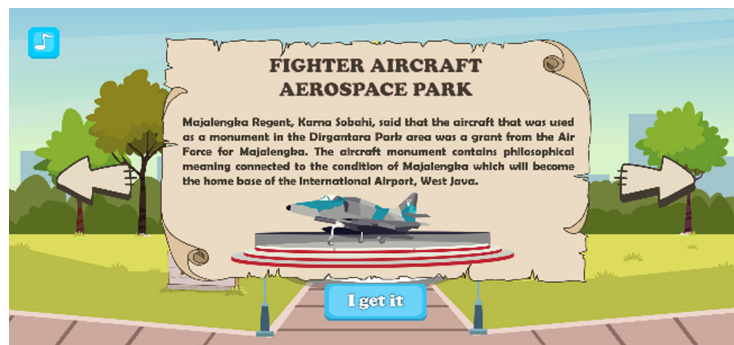 FIGHTER AIRCRAFT
AEROSPACE PARK
Majalengka Regent, Karna Sobahi, said that the aircraft that was used
as a monument in the Dirgantara Park area was a grant from the Air
Force for Majalengka. The aircraft monument contains philosophical
meaning connected to the condition of Majalengka which will become
the home base of the International Airport, West Java.
I get it